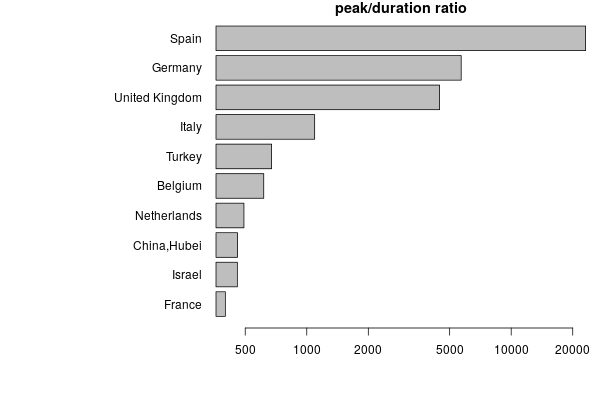 peak/duration ratio
Spain
Germany
United Kingdom
Italy
Turkey
Belgium
Netherlands
China,Hubei
Israel
France
500 1000 2000 5000 10000 20000